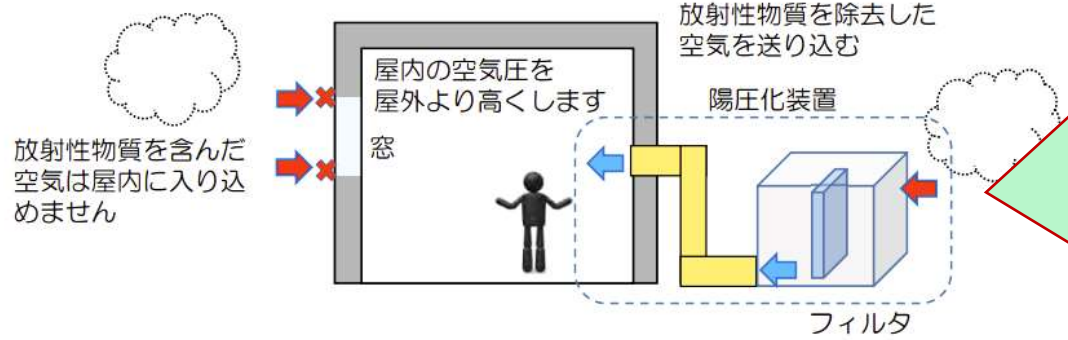 放射性物質を除去した
空気を送り込む
屋内の空気圧を
屋外より高くします
陽圧化装置
窓
放射性物質を含んだ
空気は屋内に入り込
めません
フィルタ